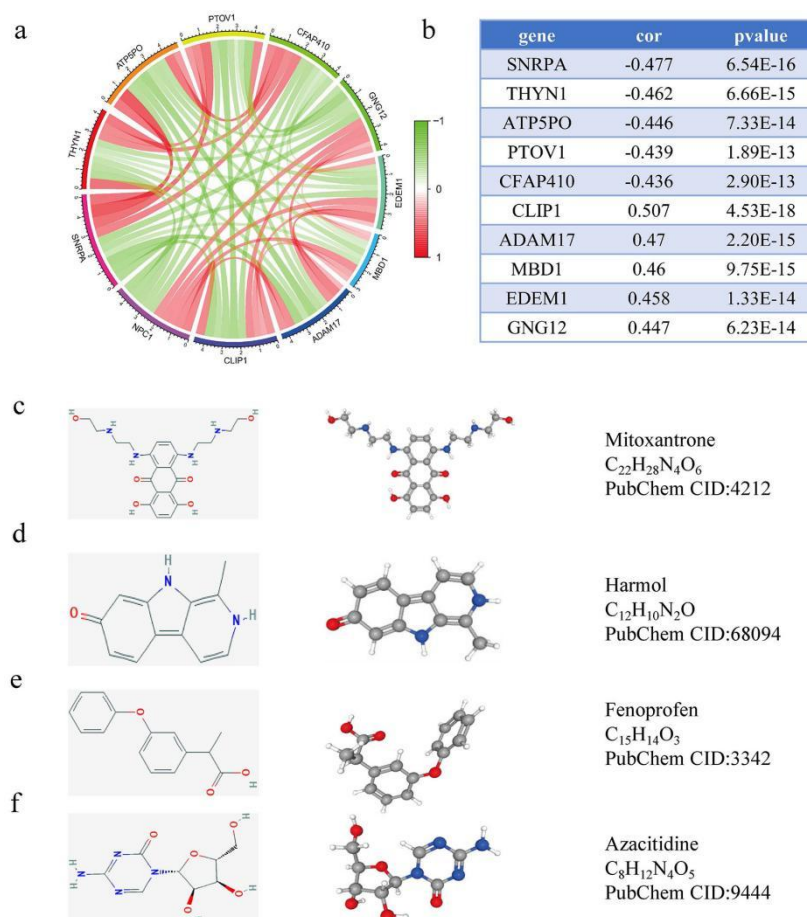 a
PTOV1
CFAP410
GNG12
EDEM1
MBD1
ADAM17
CLIP1
NPC1
SNRPA
THYN1
ATP5PO
−1
0
1
b
gene cor pvalue
SNRPA -0.477 6.54E-16
THYN1 -0.462 6.66E-15
ATP5PO -0.446 7.33E-14
PTOV1 -0.439 1.89E-13
CFAP410 -0.436 2.90E-13
CLIP1 0.507 4.53E-18
ADAM17 0.47 2.20E-15
MBD1 0.46 9.75E-15
EDEM1 0.458 1.33E-14
GNG12 0.447 6.23E-14
c
Mitoxantrone
C₂₂H₂₈N₄O₆
PubChem CID:4212
d
Harmol
C₁₂H₁₀N₂O
PubChem CID:68094
e
Fenoprofen
C₁₅H₁₄O₃
PubChem CID:3342
f
Azacitidine
C₈H₁₂N₄O₅
PubChem CID:9444